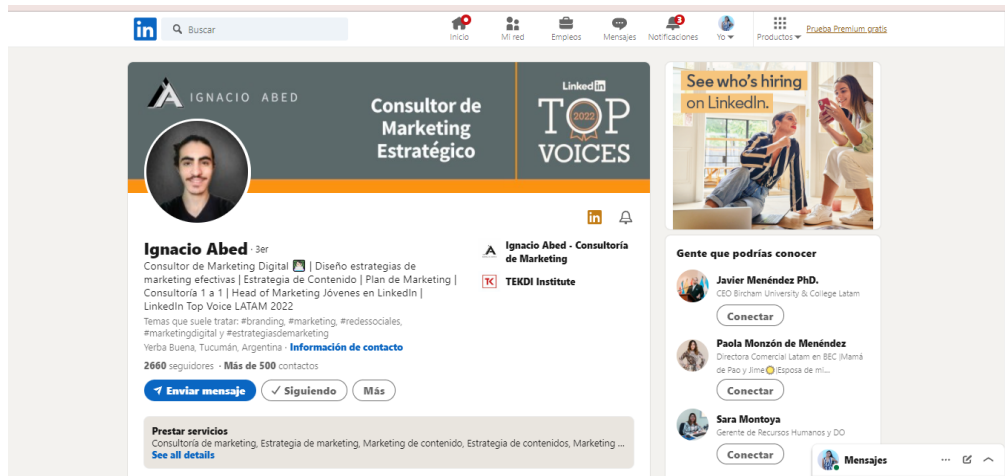 in
Buscar
Inicio
Mi red
Empleos
Mensajes
3
Notificaciones
Yo
Productos
Prueba Premium gratis
IGNACIO ABED
Consultor de
Marketing
Estratégico
Linked in
TOP
2022
VOICES
See who's hiring
on LinkedIn.
in
Ignacio Abed · 3er
Consultor de Marketing Digital | Diseño estrategias de
marketing efectivas | Estrategia de Contenido | Plan de Marketing |
Consultoría 1 a 1 | Head of Marketing Jóvenes en LinkedIn |
LinkedIn Top Voice LATAM 2022
Temas que suele tratar: #branding, #marketing, #redessociales,
#marketingdigital y #estrategiasdemarketing
Yerba Buena, Tucumán, Argentina · Información de contacto
2660 seguidores · Más de 500 contactos
Enviar mensaje
Siguiendo
Más
Ignacio Abed - Consultoría
de Marketing
TK
TEKDI Institute
Prestar servicios
Consultoría de marketing, Estrategia de marketing, Marketing de contenido, Estrategia de contenidos, Marketing ...
See all details
Gente que podrías conocer
Javier Menéndez PhD.
CEO Bircham University & College Latam
Conectar
Paola Monzón de Menéndez
Directora Comercial Latam en BEC |Mamá
de Pao y Jime|Esposa de mi...
Conectar
Sara Montoya
Gerente de Recursos Humanos y DO
Conectar
Mensajes